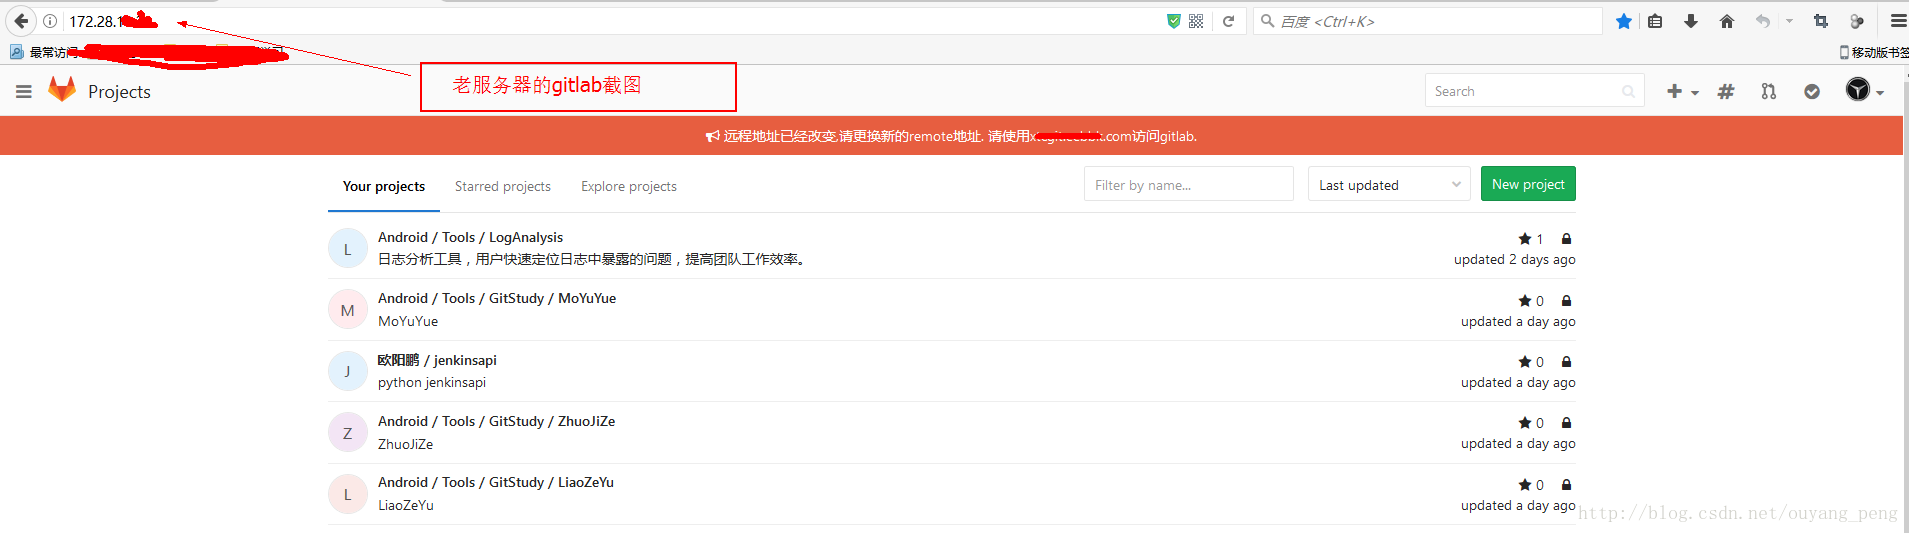 172.28.1
百度 <Ctrl+K>
最常访问
移动版书签
老服务器的gitlab截图
Projects
Search
远程地址已经改变,请更换新的remote地址. 请使用x .com访问gitlab.
Your projects
Starred projects
Explore projects
Filter by name...
Last updated
New project
L
Android / Tools / LogAnalysis
1
日志分析工具，用户快速定位日志中暴露的问题，提高团队工作效率。
updated 2 days ago
M
Android / Tools / GitStudy / MoYuYue
0
MoYuYue
updated a day ago
J
欧阳鹏 / jenkinsapi
0
python jenkinsapi
updated a day ago
Z
Android / Tools / GitStudy / ZhuoJiZe
0
ZhuoJiZe
updated a day ago
L
Android / Tools / GitStudy / LiaoZeYu
0
LiaoZeYu
updated a day ago
http://blog.csdn.net/ouyang_peng